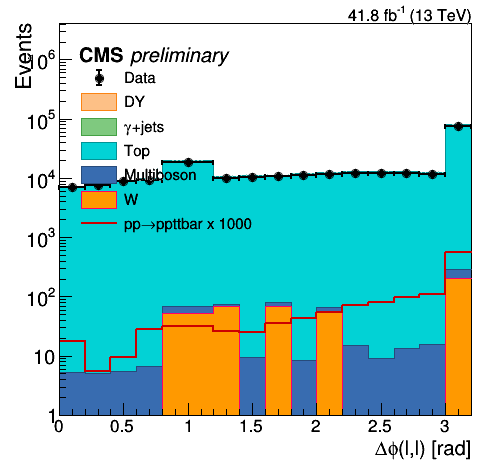 41.8 fb⁻¹ (13 TeV)
Events
CMS preliminary
Data
DY
γ+jets
Top
Multiboson
W
pp→ppttbar x 1000
10⁶
10⁵
10⁴
10³
10²
10
1
0 0.5 1 1.5 2 2.5 3
Δφ(l,l) [rad]